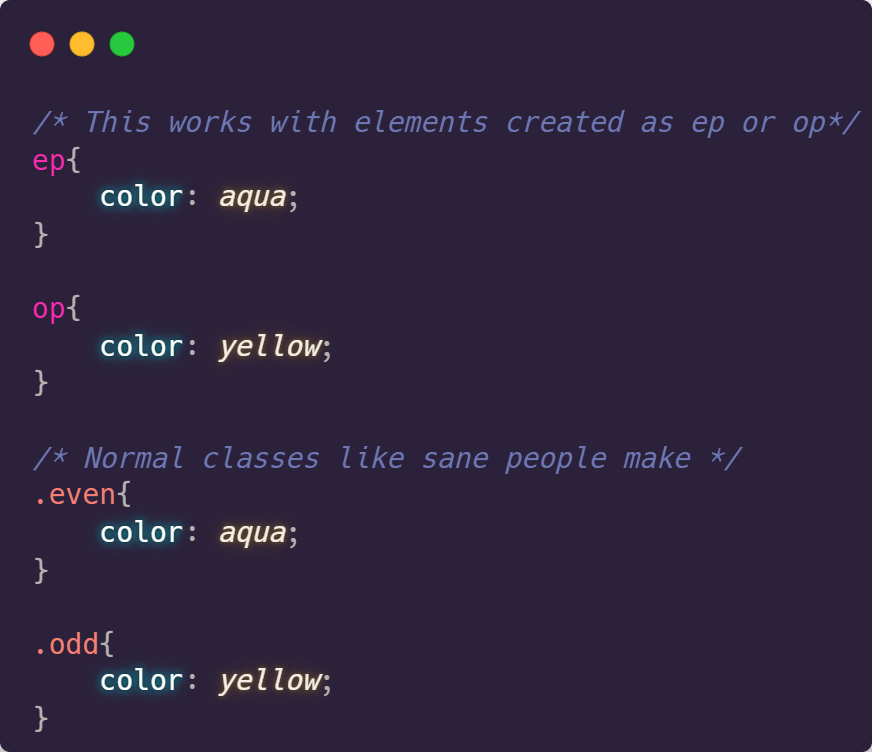 /* This works with elements created as ep or op*/
ep{
    color: aqua;
}

op{
    color: yellow;
}

/* Normal classes like sane people make */
.even{
    color: aqua;
}

.odd{
    color: yellow;
}